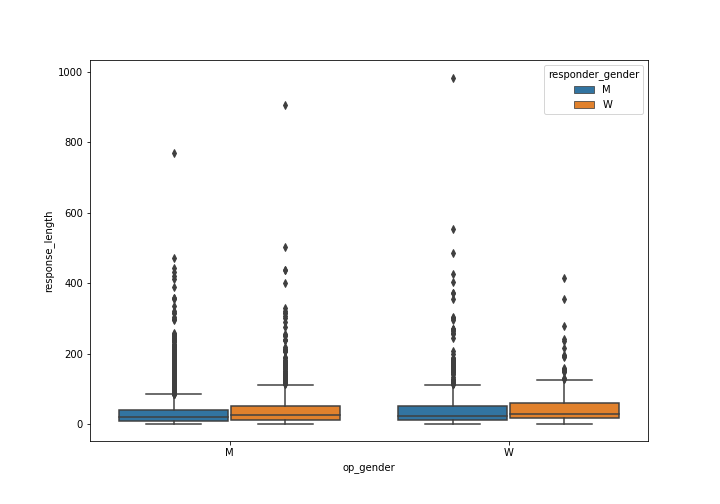 1000
800
600
400
200
0
response_length
responder_gender
M
W
M
W
op_gender